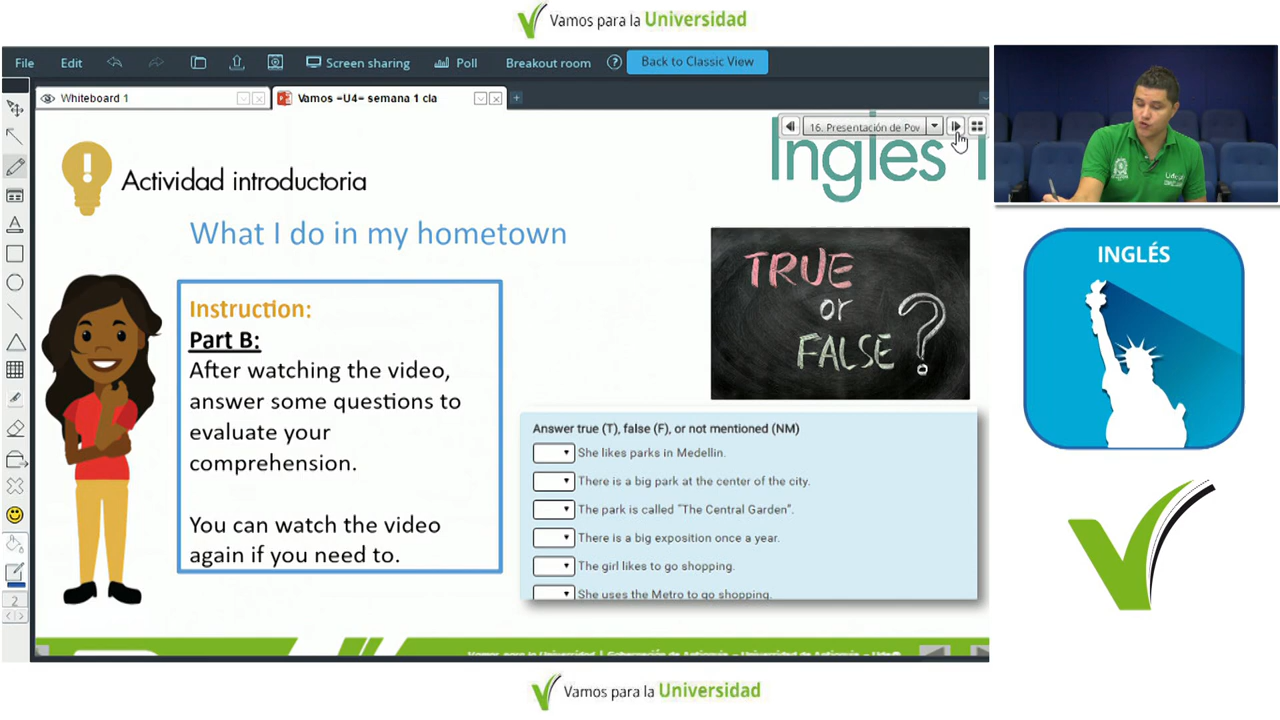 Vamos para la Universidad
File Edit Screen sharing Poll Breakout room ? Back to Classic View
Whiteboard 1
Vamos =U4= semana 1 cla
16. Presentación de Pov
Ingles
Actividad introductoria
What I do in my hometown
TRUE
or
FALSE
?
Instruction:
Part B:
After watching the video,
answer some questions to
evaluate your
comprehension.
You can watch the video
again if you need to.
Answer true (T), false (F), or not mentioned (NM)
She likes parks in Medellin.
There is a big park at the center of the city.
The park is called “The Central Garden”.
There is a big exposition once a year.
The girl likes to go shopping.
She uses the Metro to go shopping.
2
INGLÉS
Vamos para la Universidad